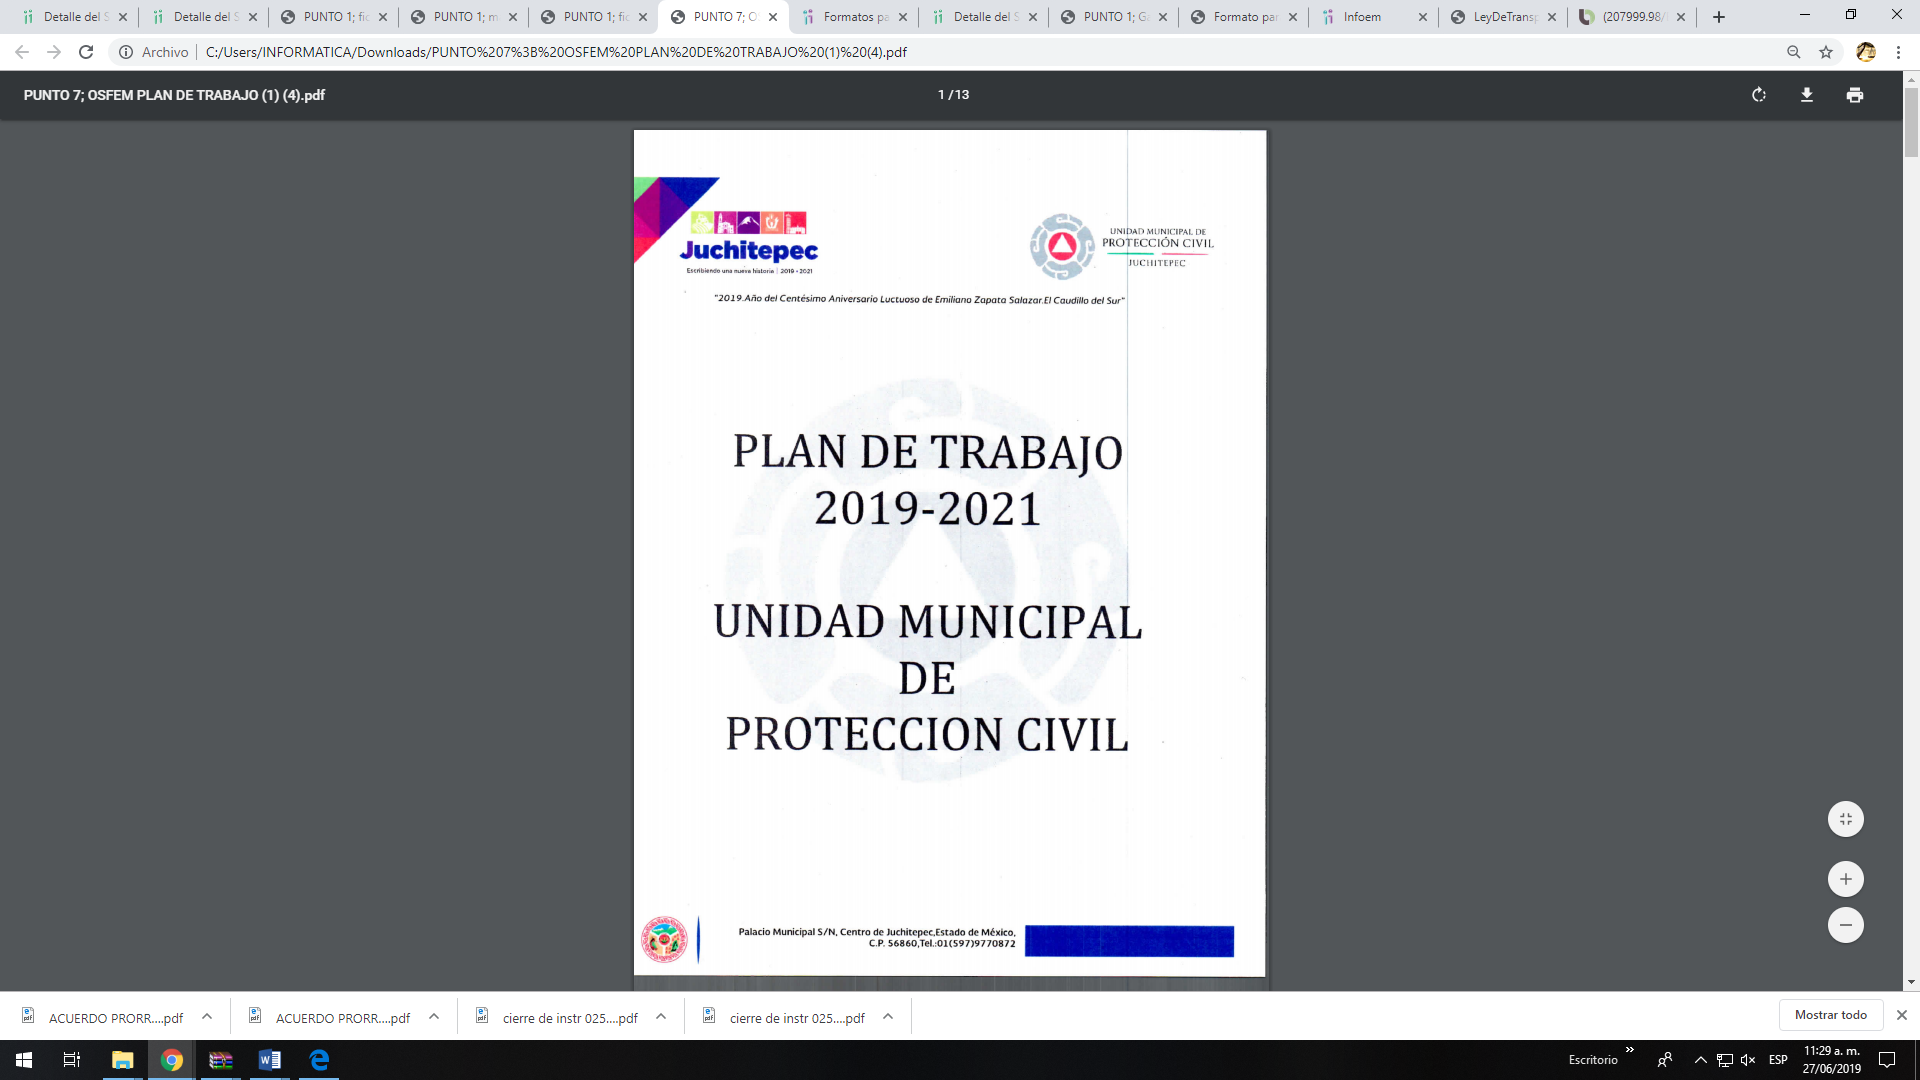 Detalle del S
Detalle del S
PUNTO 1; fic
PUNTO 1; m
PUNTO 1; fic
PUNTO 7; O
Formatos pa
Detalle del S
PUNTO 1; G
Formato par
Infoem
LeyDeTransp
(207999.98/
Archivo
C:/Users/INFORMATICA/Downloads/PUNTO%207%3B%20OSFEM%20PLAN%20DE%20TRABAJO%20(1)%20(4).pdf
PUNTO 7; OSFEM PLAN DE TRABAJO (1) (4).pdf
1 / 13
Juchitepec
Escribiendo una nueva historia | 2019 - 2021
UNIDAD MUNICIPAL DE
PROTECCIÓN CIVIL
JUCHITEPEC
"2019.Año del Centésimo Aniversario Luctuoso de Emiliano Zapata Salazar.El Caudillo del Sur"
PLAN DE TRABAJO
2019-2021
UNIDAD MUNICIPAL
DE
PROTECCION CIVIL
Palacio Municipal S/N, Centro de Juchitepec,Estado de México,
C.P. 56860,Tel.:01(597)9770872
ACUERDO PRORR....pdf
ACUERDO PRORR....pdf
cierre de instr 025....pdf
cierre de instr 025....pdf
Mostrar todo
Escritorio
ESP
11:29 a. m.
27/06/2019